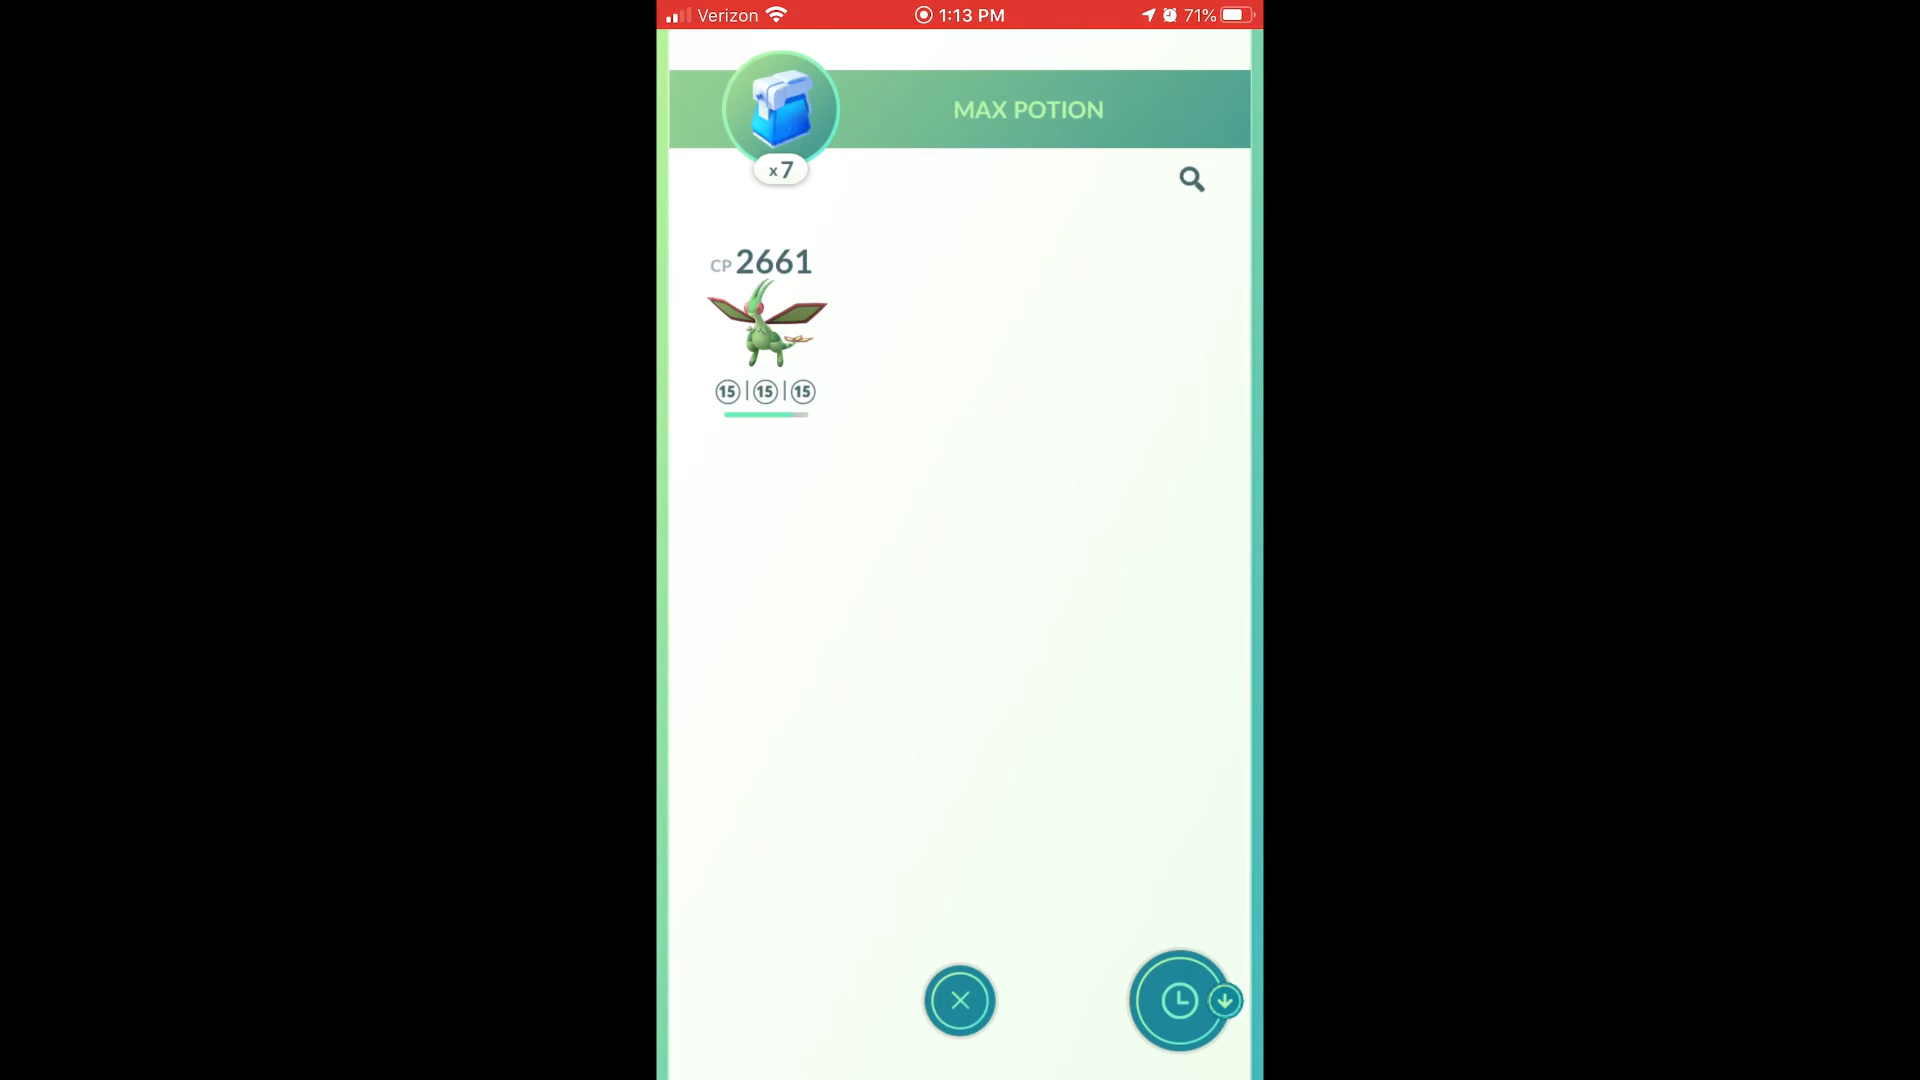 Verizon 1:13 PM 71%
MAX POTION
x7
CP 2661
15 | 15 | 15